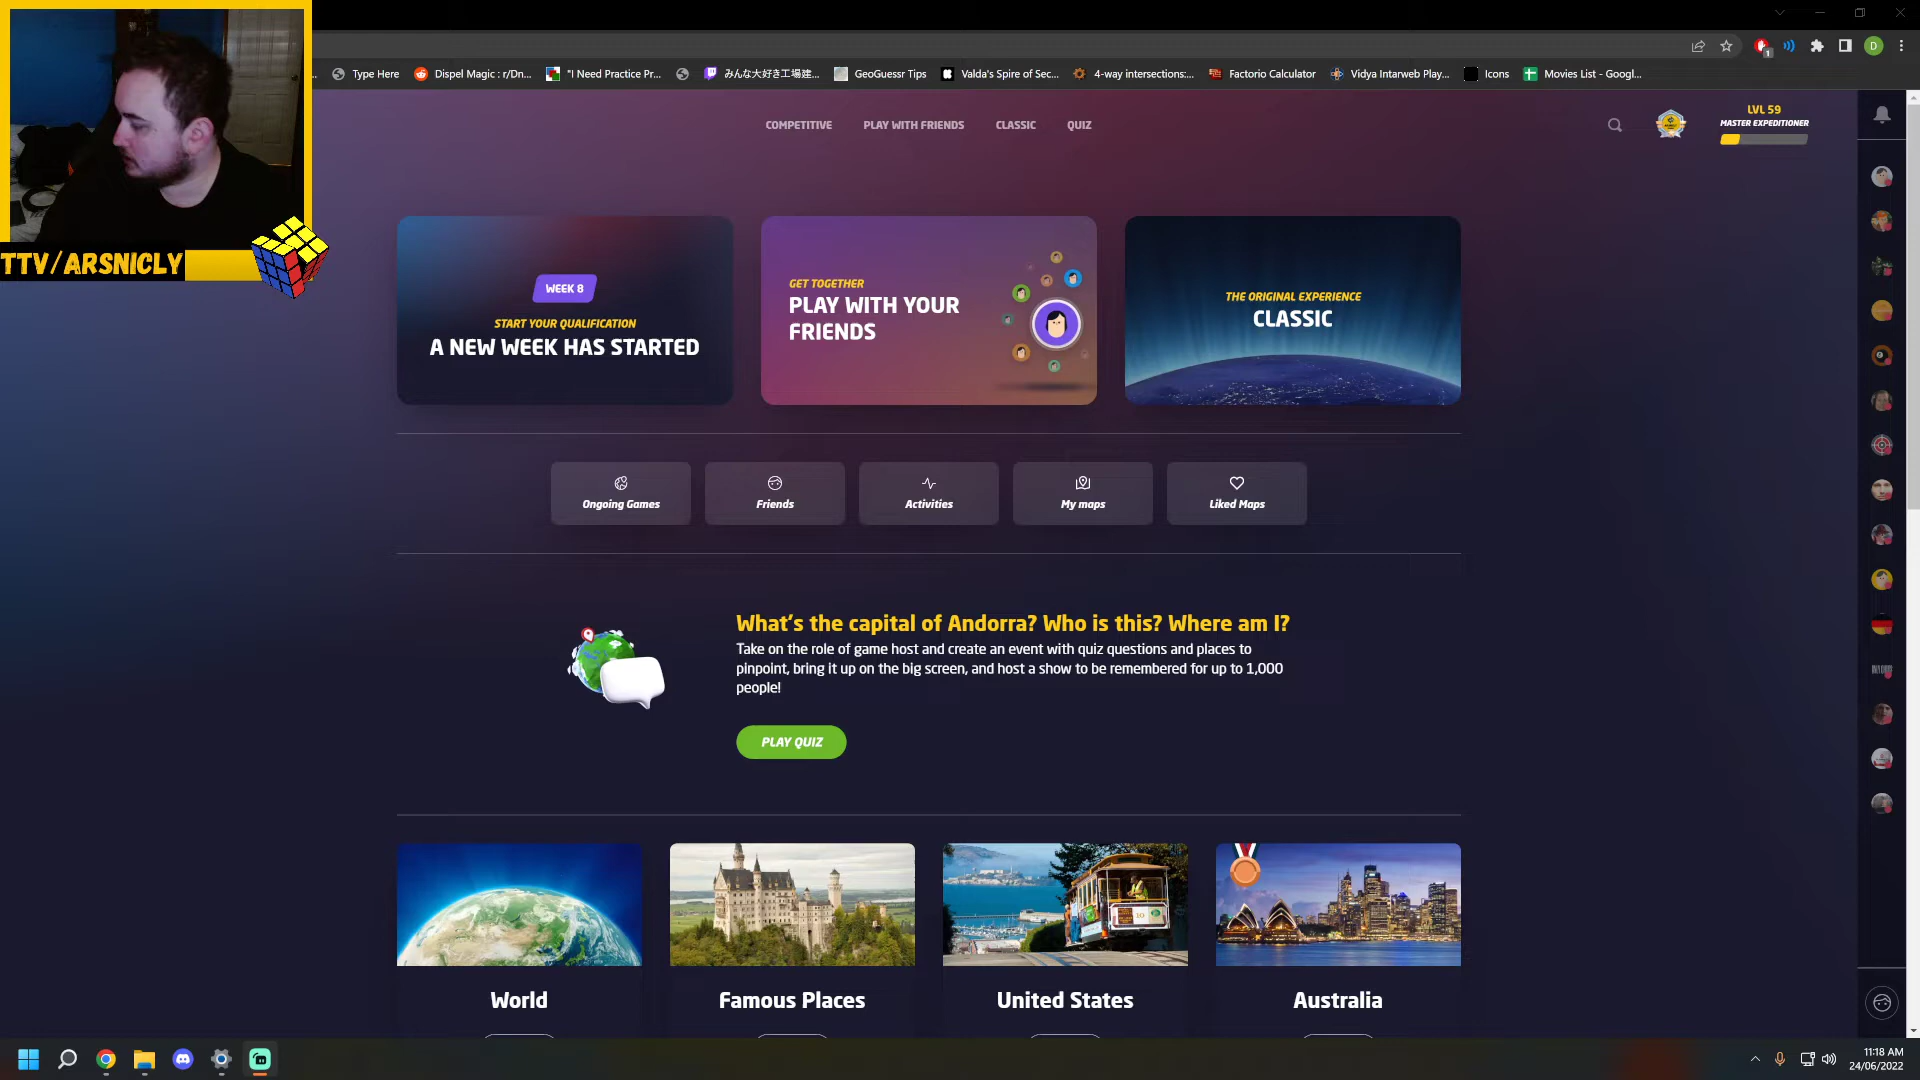 ... Type Here Dispel Magic : r/Dn... "I Need Practice Pr... みんな大好き工場建... GeoGuessr Tips Valda's Spire of Sec... 4-way intersections:... Factorio Calculator Vidya Intarweb Play... Icons Movies List - Googl...
COMPETITIVE PLAY WITH FRIENDS CLASSIC QUIZ
LVL 59
MASTER EXPEDITIONER
TTV/ARSNICLY
WEEK 8
START YOUR QUALIFICATION
A NEW WEEK HAS STARTED
GET TOGETHER
PLAY WITH YOUR
FRIENDS
THE ORIGINAL EXPERIENCE
CLASSIC
Ongoing Games
Friends
Activities
My maps
Liked Maps
What's the capital of Andorra? Who is this? Where am I?
Take on the role of game host and create an event with quiz questions and places to
pinpoint, bring it up on the big screen, and host a show to be remembered for up to 1,000
people!
PLAY QUIZ
World
Famous Places
United States
Australia
11:18 AM
24/06/2022